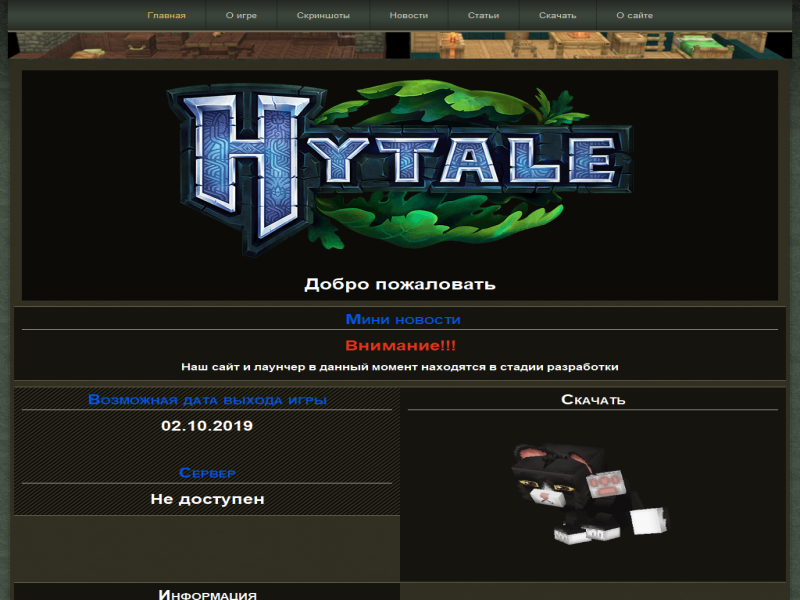 Главная О игре Скриншоты Новости Статьи Скачать О сайте
HYTALE
Добро пожаловать
Мини новости
Внимание!!!
Наш сайт и лаунчер в данный момент находятся в стадии разработки
Возможная дата выхода игры
02.10.2019
Сервер
Не доступен
Скачать
Информация